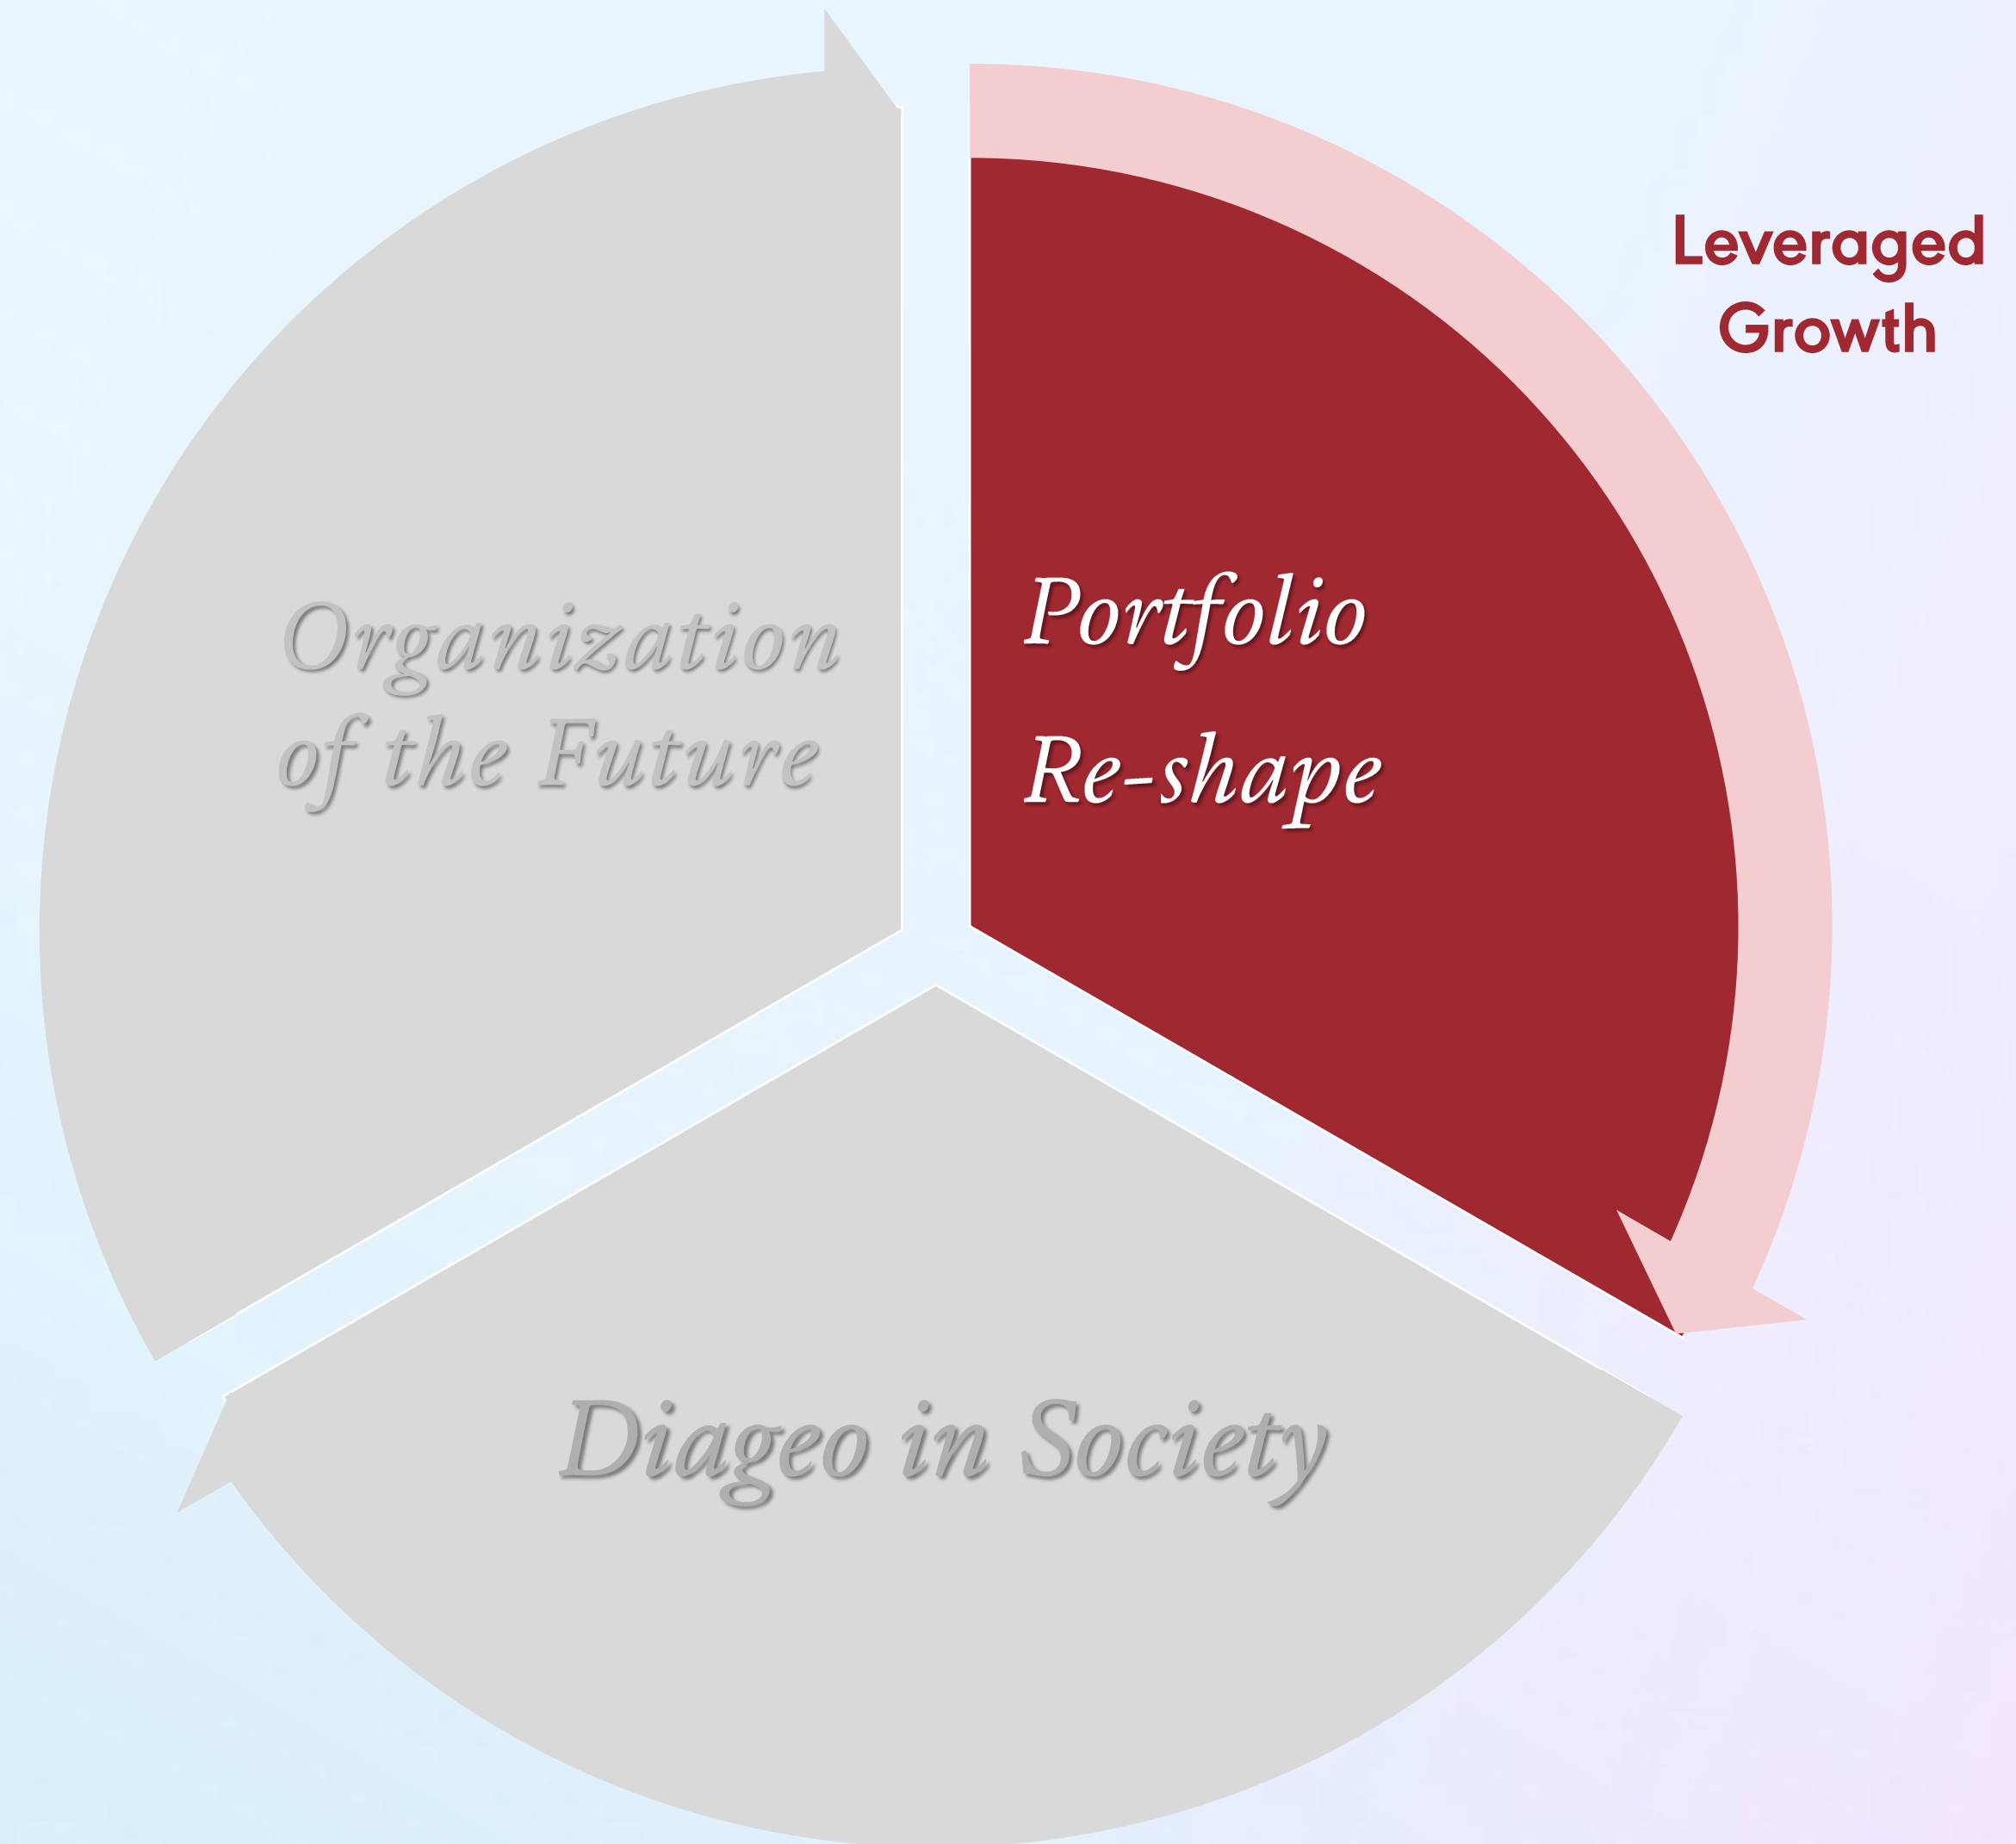 Leveraged
Growth
Organization
of the Future
Portfolio
Re-shape
Diageo in Society